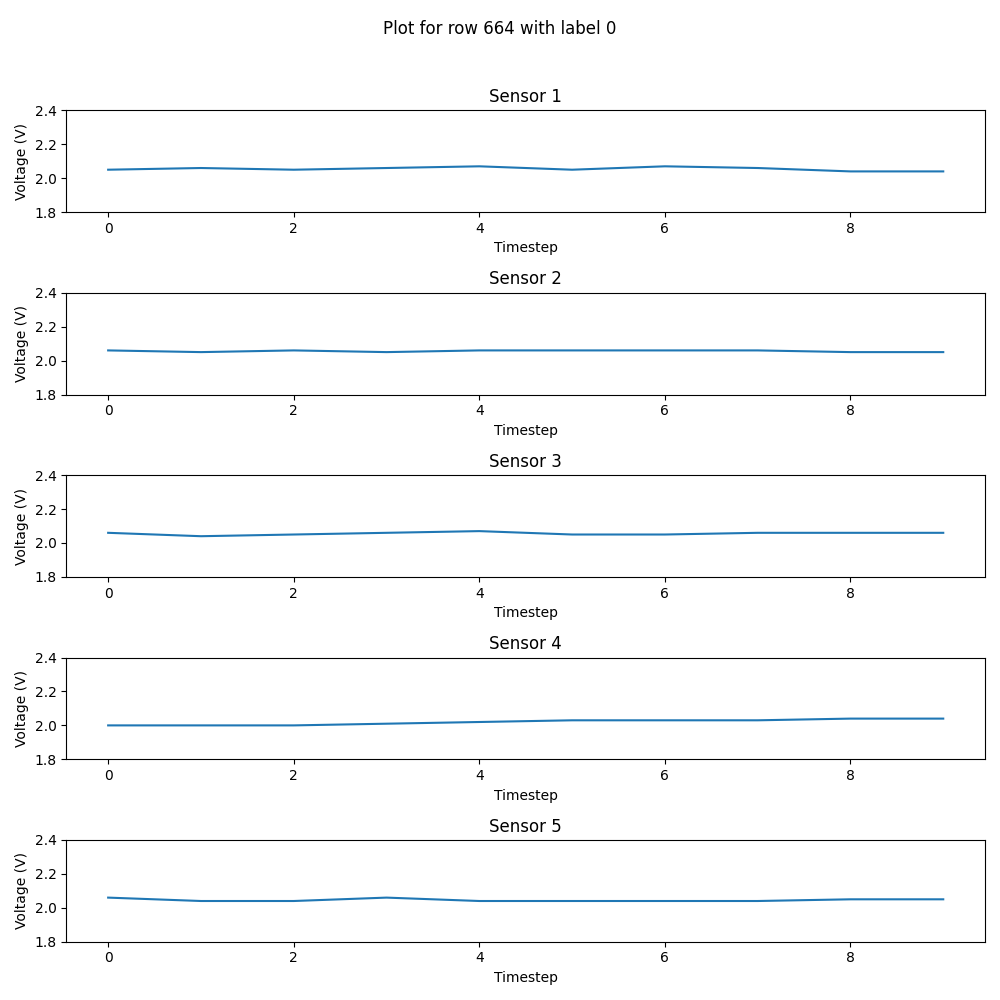 Plot for row 664 with label 0
Sensor 1
2.4
2.2
2.0
1.8
Voltage (V)
0 2 4 6 8
Timestep
Sensor 2
2.4
2.2
2.0
1.8
Voltage (V)
0 2 4 6 8
Timestep
Sensor 3
2.4
2.2
2.0
1.8
Voltage (V)
0 2 4 6 8
Timestep
Sensor 4
2.4
2.2
2.0
1.8
Voltage (V)
0 2 4 6 8
Timestep
Sensor 5
2.4
2.2
2.0
1.8
Voltage (V)
0 2 4 6 8
Timestep